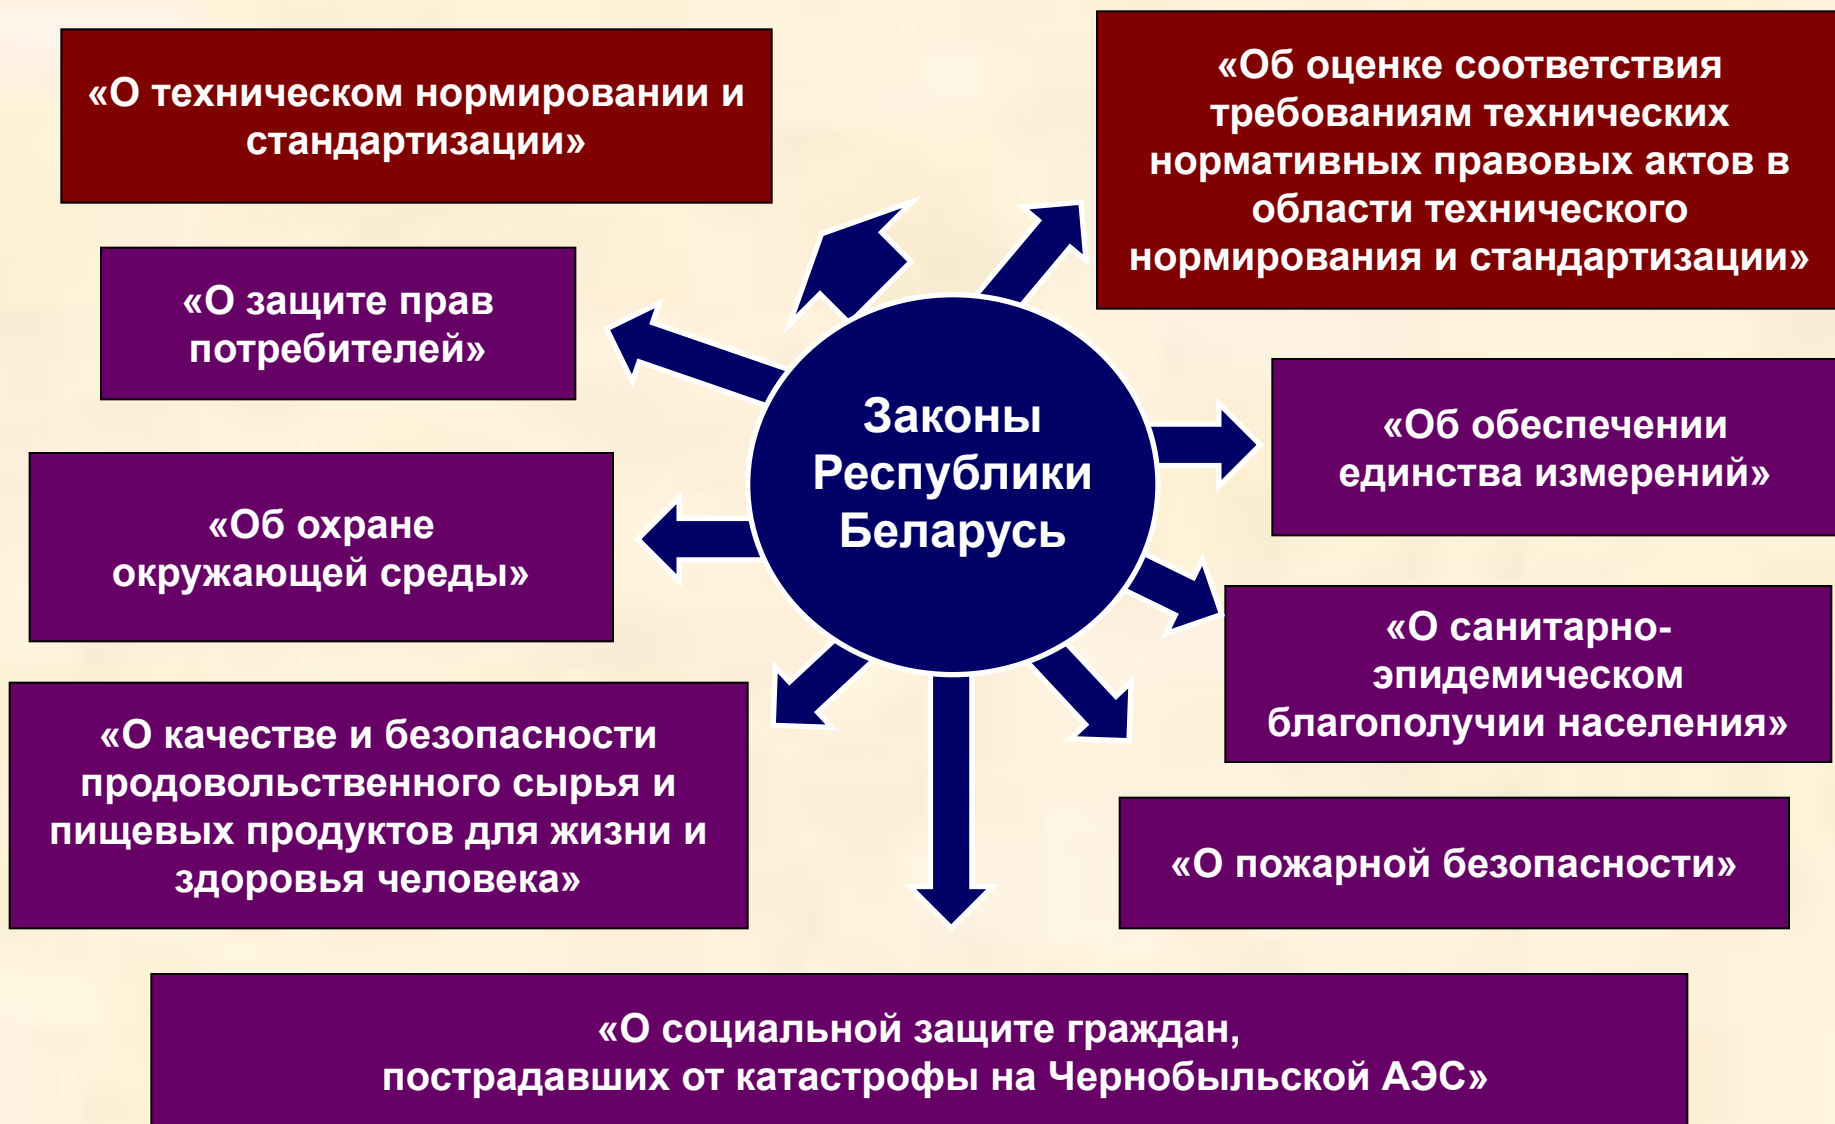 «О техническом нормировании и
стандартизации»
«Об оценке соответствия
требованиям технических
нормативных правовых актов в
области технического
нормирования и стандартизации»
«О защите прав
потребителей»
Законы
Республики
Беларусь
«Об обеспечении
единства измерений»
«Об охране
окружающей среды»
«О санитарно-
эпидемическом
благополучии населения»
«О качестве и безопасности
продовольственного сырья и
пищевых продуктов для жизни и
здоровья человека»
«О пожарной безопасности»
«О социальной защите граждан,
пострадавших от катастрофы на Чернобыльской АЭС»